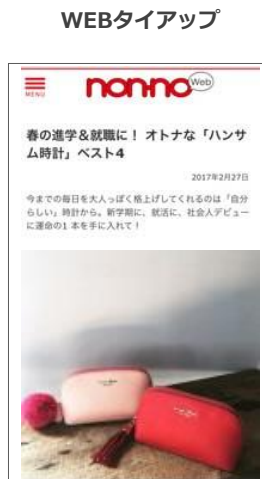 WEBタイアップ
MENU
non-no Web
春の進学＆就職に！ オトナな「ハンサ
ム時計」ベスト4
2017年2月27日
今までの毎日を大人っぽく格上げしてくれるのは「自分
らしい」時計から。新学期に、就活に、社会人デビュー
に運命の1 本を手に入れて！